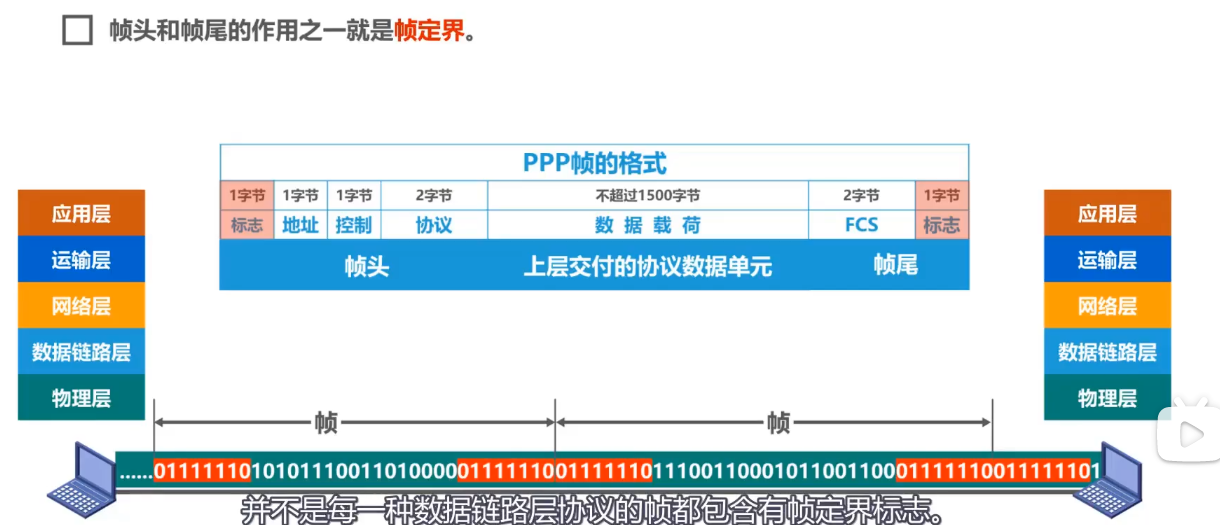 帧头和帧尾的作用之一就是帧定界。
PPP帧的格式
1字节 1字节 1字节 2字节 不超过1500字节 2字节 1字节
标志 地址 控制 协议 数据载荷 FCS 标志
帧头 上层交付的协议数据单元 帧尾
应用层
运输层
网络层
数据链路层
物理层
应用层
运输层
网络层
数据链路层
物理层
帧 帧
......011111101010111001101000001111110011111101110011000101100110001111110011111101
并不是每一种数据链路层协议的帧都包含有帧定界标志。